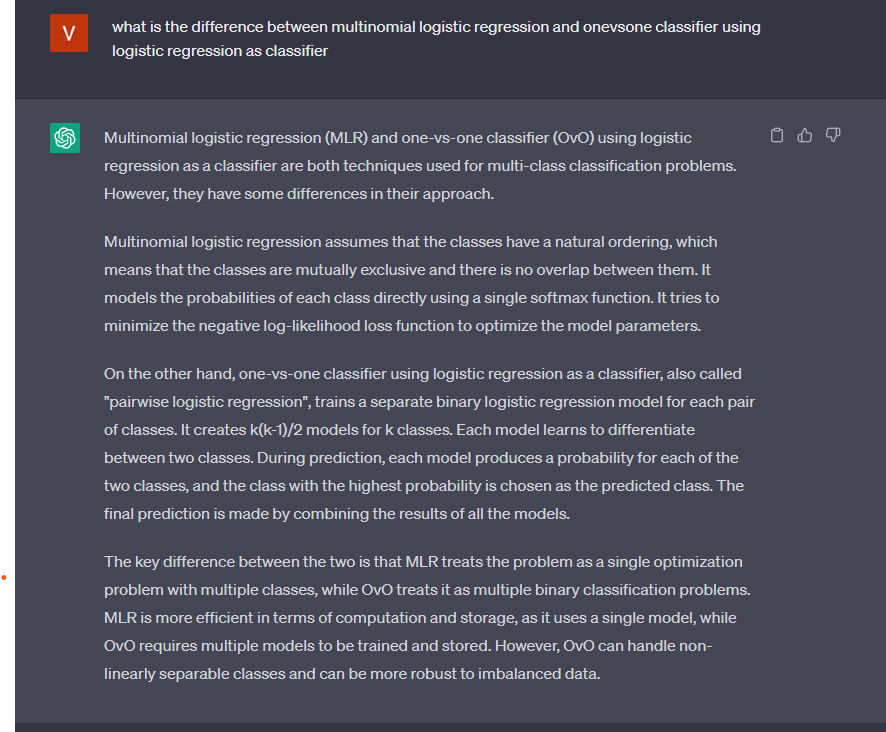 V
what is the difference between multinomial logistic regression and onevsone classifier using
logistic regression as classifier
Multinomial logistic regression (MLR) and one-vs-one classifier (OvO) using logistic
regression as a classifier are both techniques used for multi-class classification problems.
However, they have some differences in their approach.
Multinomial logistic regression assumes that the classes have a natural ordering, which
means that the classes are mutually exclusive and there is no overlap between them. It
models the probabilities of each class directly using a single softmax function. It tries to
minimize the negative log-likelihood loss function to optimize the model parameters.
On the other hand, one-vs-one classifier using logistic regression as a classifier, also called
"pairwise logistic regression", trains a separate binary logistic regression model for each pair
of classes. It creates k(k-1)/2 models for k classes. Each model learns to differentiate
between two classes. During prediction, each model produces a probability for each of the
two classes, and the class with the highest probability is chosen as the predicted class. The
final prediction is made by combining the results of all the models.
The key difference between the two is that MLR treats the problem as a single optimization
problem with multiple classes, while OvO treats it as multiple binary classification problems.
MLR is more efficient in terms of computation and storage, as it uses a single model, while
OvO requires multiple models to be trained and stored. However, OvO can handle non-
linearly separable classes and can be more robust to imbalanced data.